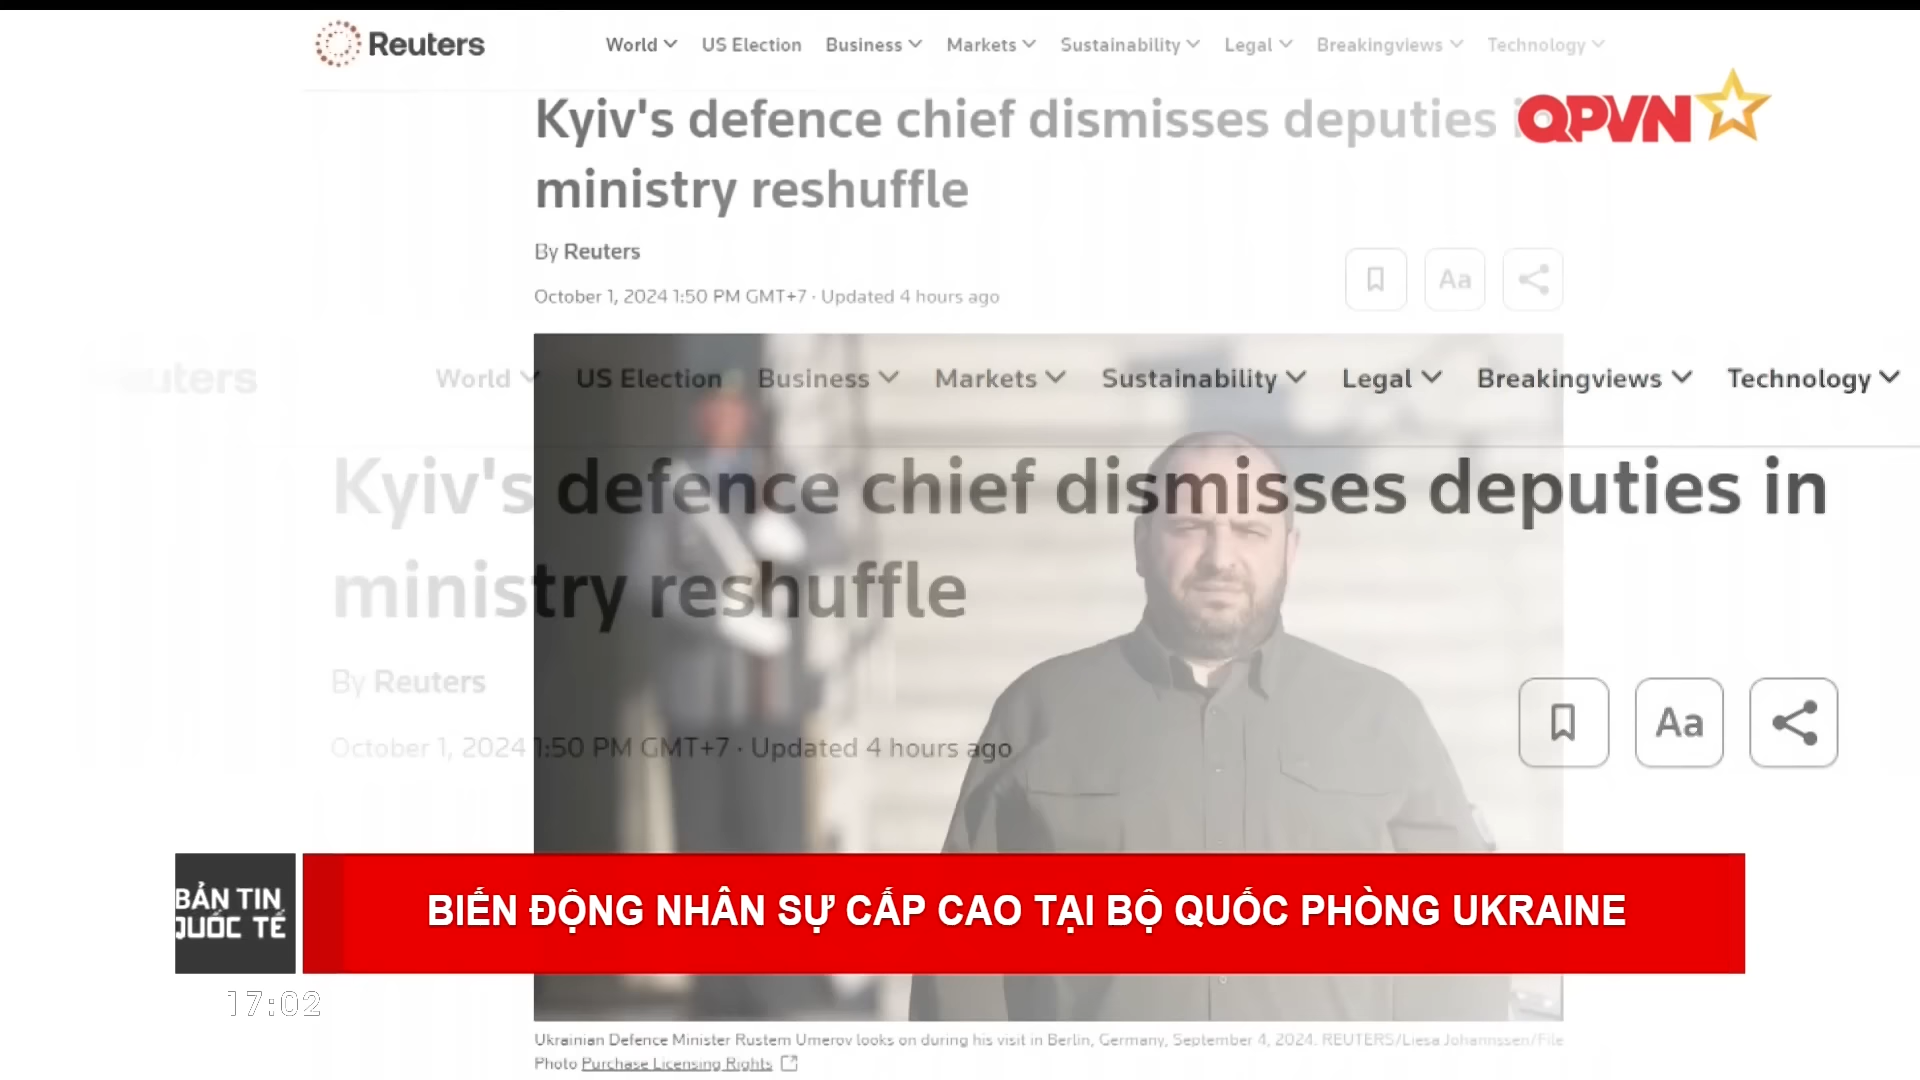 Reuters
World US Election Business Markets Sustainability Legal Breakingviews Technology
Kyiv's defence chief dismisses deputies
QPVN
ministry reshuffle
By Reuters
October 1, 2024 1:50 PM GMT+7 · Updated 4 hours ago
Aa
World US Election Business Markets Sustainability Legal Breakingviews Technology
Kyiv's defence chief dismisses deputies in
ministry reshuffle
By Reuters
October 1, 2024 1:50 PM GMT+7 · Updated 4 hours ago
Aa
BẢN TIN
QUỐC TẾ
BIẾN ĐỘNG NHÂN SỰ CẤP CAO TẠI BỘ QUỐC PHÒNG UKRAINE
17:02
Ukrainian Defence Minister Rustem Umerov looks on during his visit in Berlin, Germany, September 4, 2024. REUTERS/Liesa Johannssen/File
Photo Purchase Licensing Rights